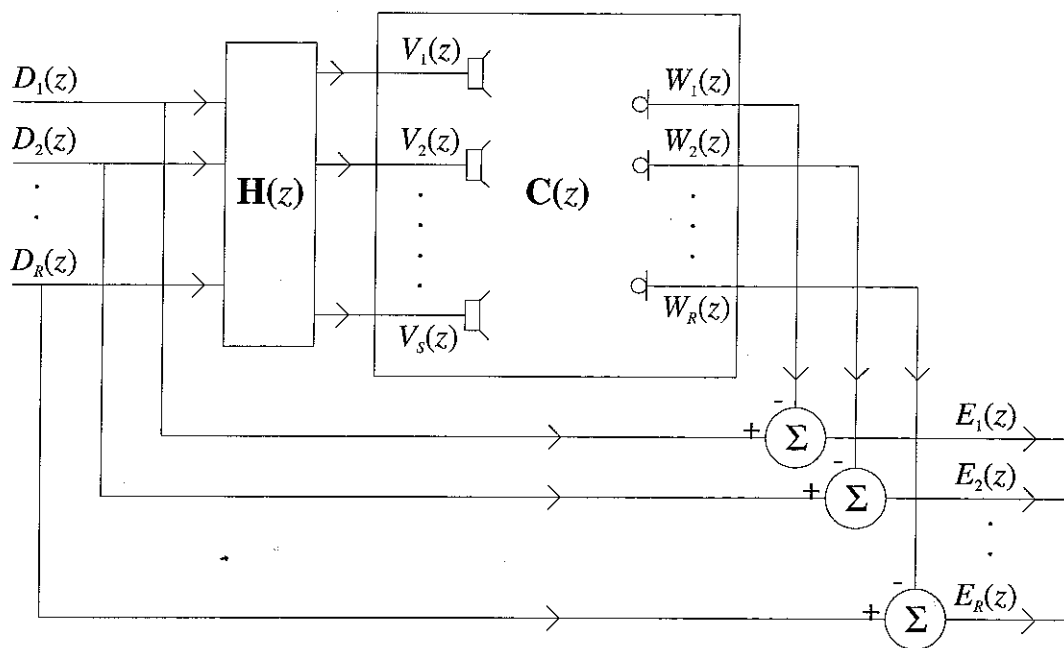 D₁(z)
D₂(z)
D_R(z)
H(z)
V₁(z)
V₂(z)
V_S(z)
C(z)
W₁(z)
W₂(z)
W_R(z)
-
+
Σ
E₁(z)
-
+
Σ
E₂(z)
-
+
Σ
E_R(z)